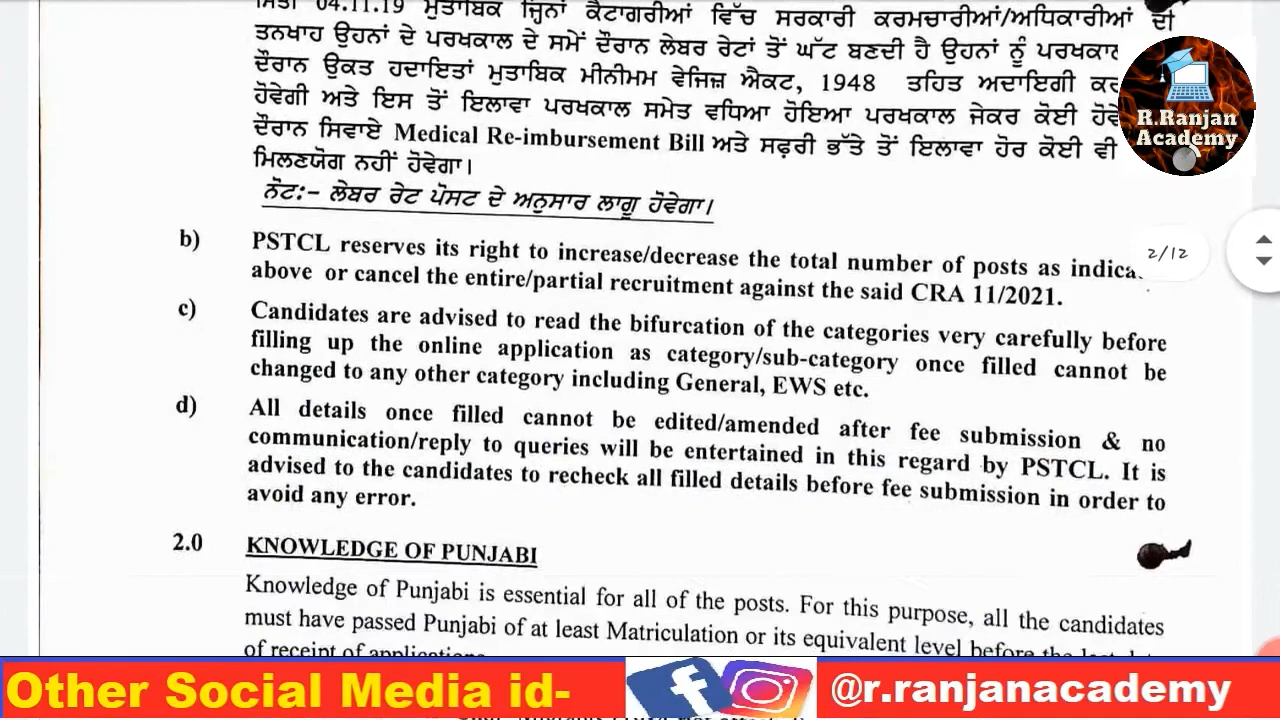 ਮਿਤੀ 04.11.19 ਮੁਤਾਬਿਕ ਜ੍ਹਿਨਾਂ ਕੈਟਾਗਰੀਆਂ ਵਿੱਚ ਸਰਕਾਰੀ ਕਰਮਚਾਰੀਆਂ/ਅਧਿਕਾਰੀਆਂ ਦੀ
ਤਨਖਾਹ ਉਹਨਾਂ ਦੇ ਪਰਖਕਾਲ ਦੇ ਸਮੇਂ ਦੌਰਾਨ ਲੇਬਰ ਰੇਟਾਂ ਤੋਂ ਘੱਟ ਬਣਦੀ ਹੈ ਉਹਨਾਂ ਨੂੰ ਪਰਖਕਾਲ
ਦੌਰਾਨ ਉਕਤ ਹਦਾਇਤਾਂ ਮੁਤਾਬਿਕ ਮੀਨੀਮਮ ਵੇਜਿਜ਼ ਐਕਟ, 1948 ਤਹਿਤ ਅਦਾਇਗੀ
ਹੋਵੇਗੀ ਅਤੇ ਇਸ ਤੋਂ ਇਲਾਵਾ ਪਰਖਕਾਲ ਸਮੇਤ ਵਧਿਆ ਹੋਇਆ ਪਰਖਕਾਲ ਜੇਕਰ ਕੋਈ ਹੋਵੇ
ਦੌਰਾਨ ਸਿਵਾਏ Medical Re-imbursement Bill ਅਤੇ ਸਫ਼ਰੀ ਭੱਤੇ ਤੋਂ ਇਲਾਵਾ ਹੋਰ ਕੋਈ ਵੀ
ਮਿਲਣਯੋਗ ਨਹੀਂ ਹੋਵੇਗਾ।
ਨੋਟ:- ਲੇਬਰ ਰੇਟ ਪੋਸਟ ਦੇ ਅਨੁਸਾਰ ਲਾਗੂ ਹੋਵੇਗਾ।
R.Ranjan
Academy
2/12
b) PSTCL reserves its right to increase/decrease the total number of posts as
above or cancel the entire/partial recruitment against the said CRA 11/2021.
c) Candidates are advised to read the bifurcation of the categories very carefully before
filling up the online application as category/sub-category once filled cannot be
changed to any other category including General, EWS etc.
d) All details once filled cannot be edited/amended after fee submission & no
communication/reply to queries will be entertained in this regard by PSTCL. It is
advised to the candidates to recheck all filled details before fee submission in order to
avoid any error.
2.0 KNOWLEDGE OF PUNJABI
Knowledge of Punjabi is essential for all of the posts. For this purpose, all the candidates
must have passed Punjabi of at least Matriculation or its equivalent level before the last
of receipt of applications
Other Social Media id- @r.ranjanacademy